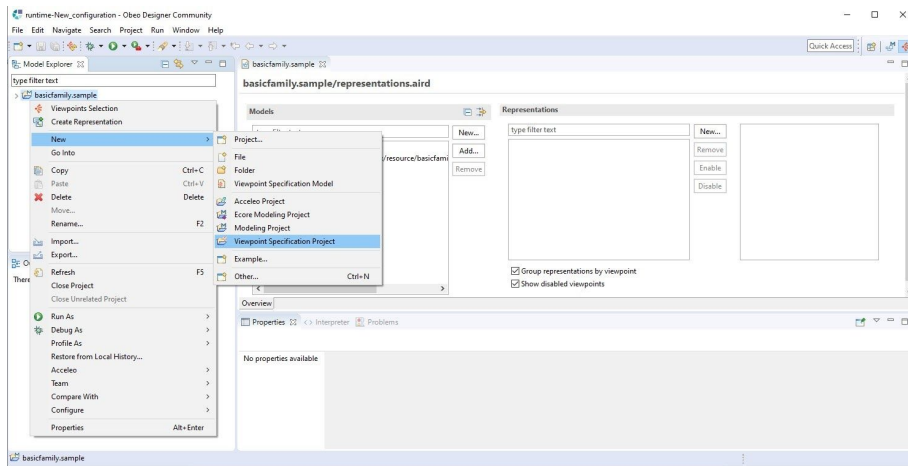 runtime-New_configuration - Obeo Designer Community
File Edit Navigate Search Project Run Window Help
Quick Access
Model Explorer
type filter text
basicfamily.sample
Viewpoints Selection
Create Representation
New
Go Into
Copy Ctrl+C
Paste Ctrl+V
Delete Delete
Move...
Rename... F2
Import...
Export...
Refresh F5
Close Project
Close Unrelated Project
Run As
Debug As
Profile As
Restore from Local History...
Acceleo
Team
Compare With
Configure
Properties Alt+Enter
There
Project...
File
Folder
Viewpoint Specification Model
Acceleo Project
Ecore Modeling Project
Modeling Project
Viewpoint Specification Project
Example...
Other... Ctrl+N
basicfamily.sample
basicfamily.sample/representations.aird
Models
New...
Add...
Remove
/resource/basicfami
Representations
type filter text
New...
Remove
Enable
Disable
Group representations by viewpoint
Show disabled viewpoints
Overview
Properties Interpreter Problems
No properties available
basicfamily.sample